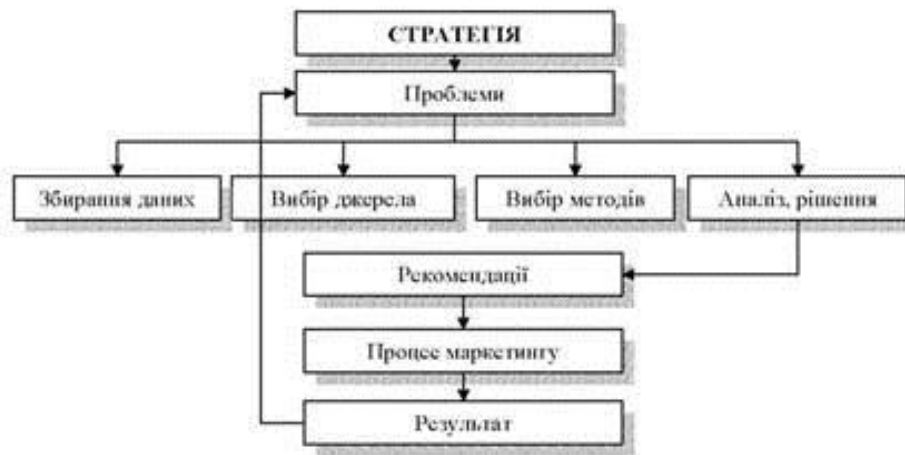 СТРАТЕГІЯ
Проблеми
Збирання даних
Вибір джерела
Вибір методів
Аналіз, рішення
Рекомендації
Процес маркетингу
Результат